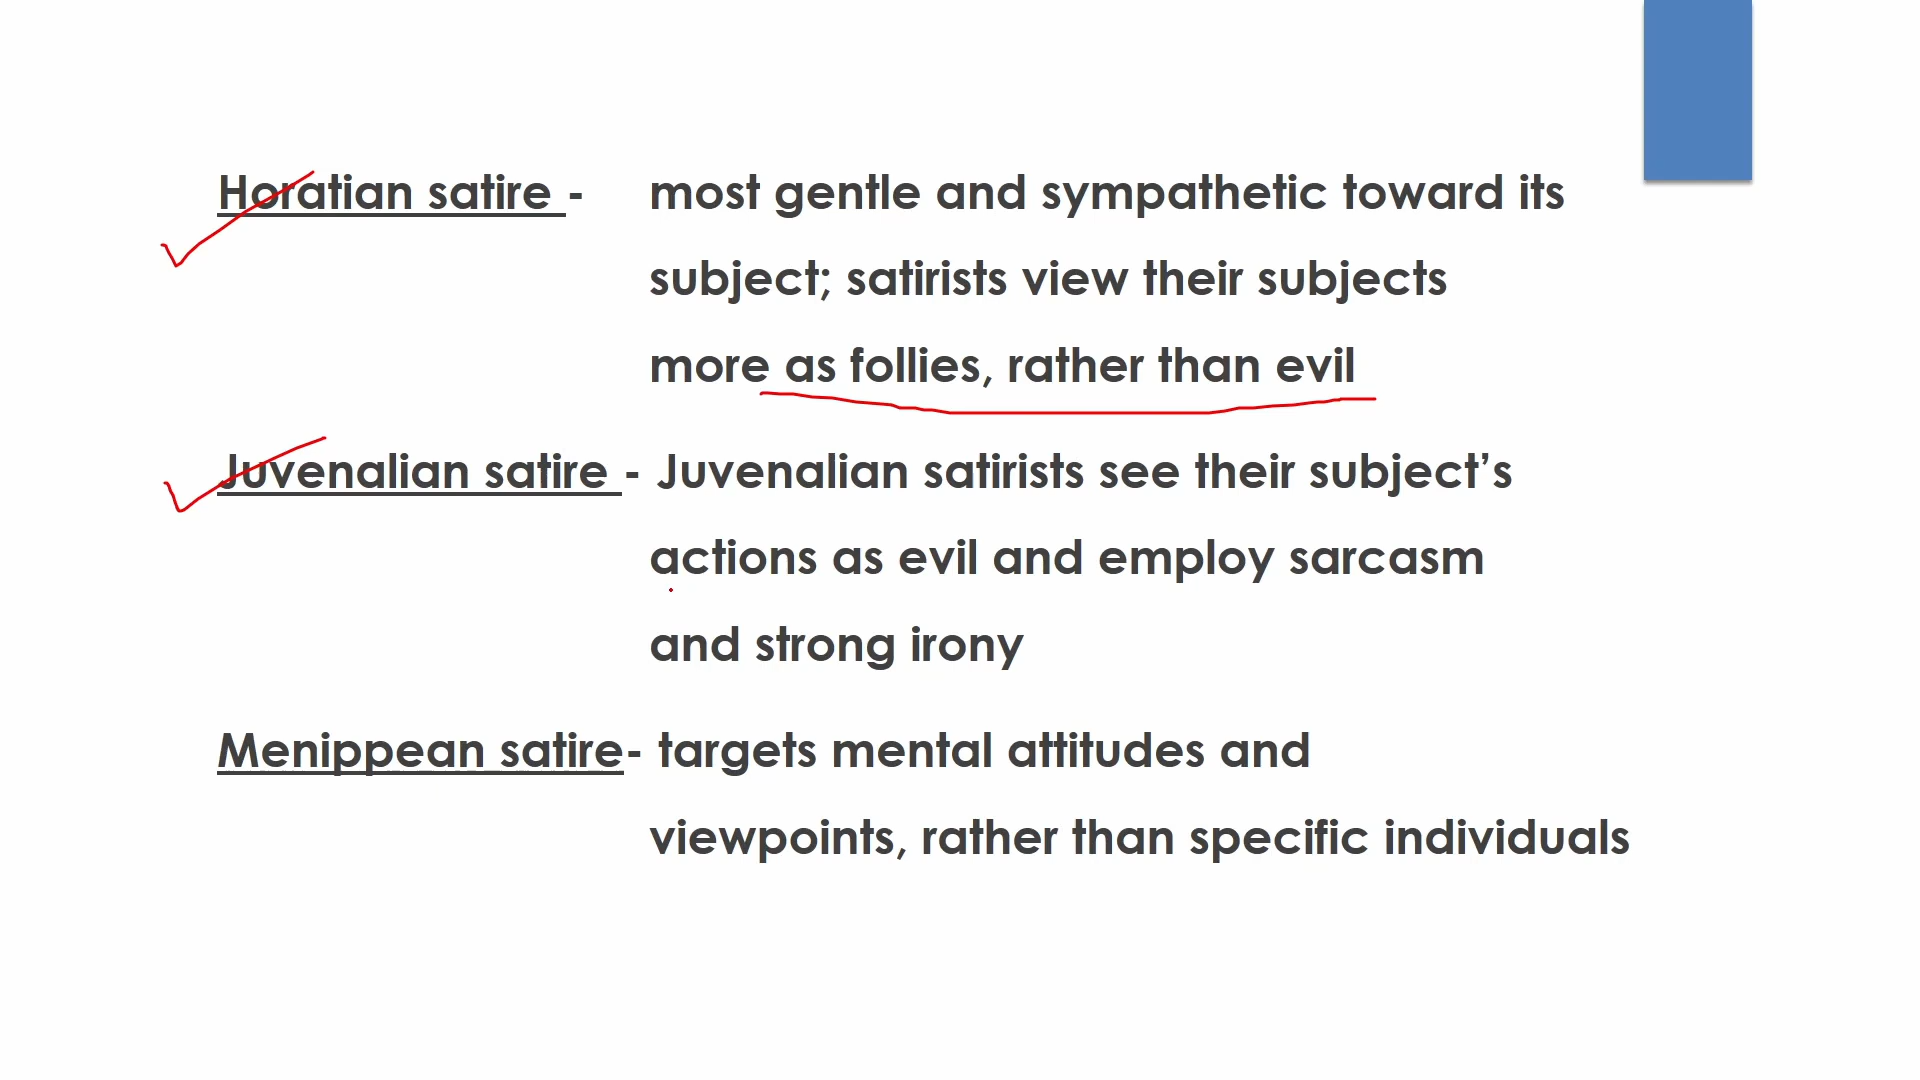 Horatian satire - most gentle and sympathetic toward its
subject; satirists view their subjects
more as follies, rather than evil
Juvenalian satire - Juvenalian satirists see their subject’s
actions as evil and employ sarcasm
and strong irony
Menippean satire- targets mental attitudes and
viewpoints, rather than specific individuals